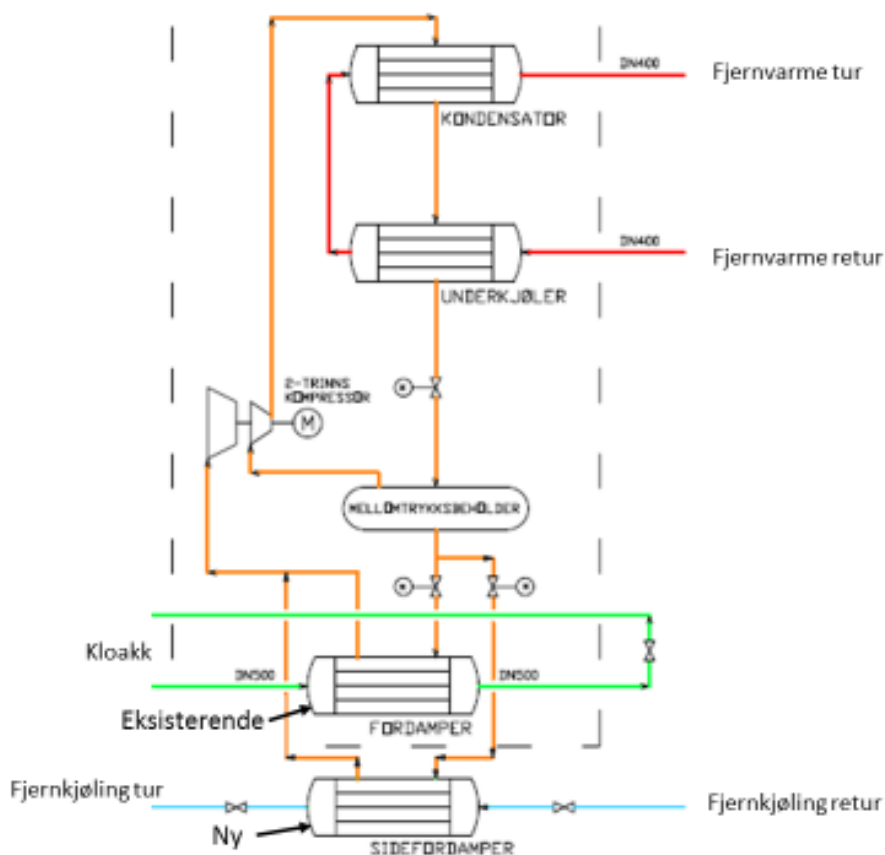 DN400
Fjernvarme tur
KONDENSATOR
DN400
Fjernvarme retur
UNDERKJØLER
2-TRINNS
KOMPRESSOR
M
MELLOMTRYKKSBEHOLDER
Kloakk
DN500
DN500
Eksisterende
FORDAMPER
Fjernkjøling tur
Fjernkjøling retur
Ny
SIDEFORDAMPER